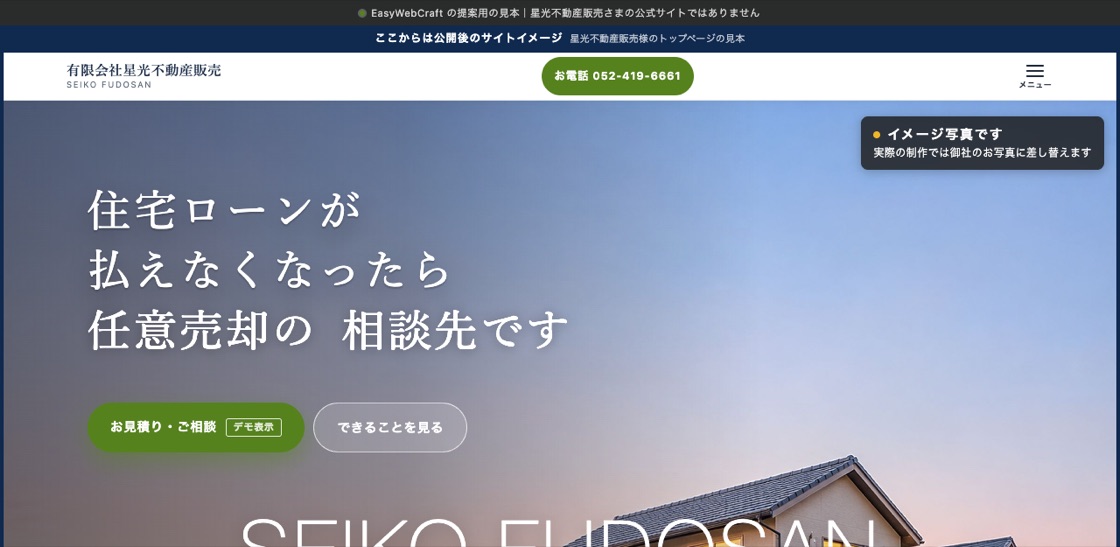 EasyWebCraft の提案用の見本｜星光不動産販売さまの公式サイトではありません
ここからは公開後のサイトイメージ 星光不動産販売様のトップページの見本
有限会社星光不動産販売
SEIKO FUDOSAN
お電話 052-419-6661
メニュー
イメージ写真です
実際の制作では御社のお写真に差し替えます
住宅ローンが
払えなくなったら
任意売却の 相談先です
お見積り・ご相談 デモ表示
できることを見る
SEIKO FUDOSAN